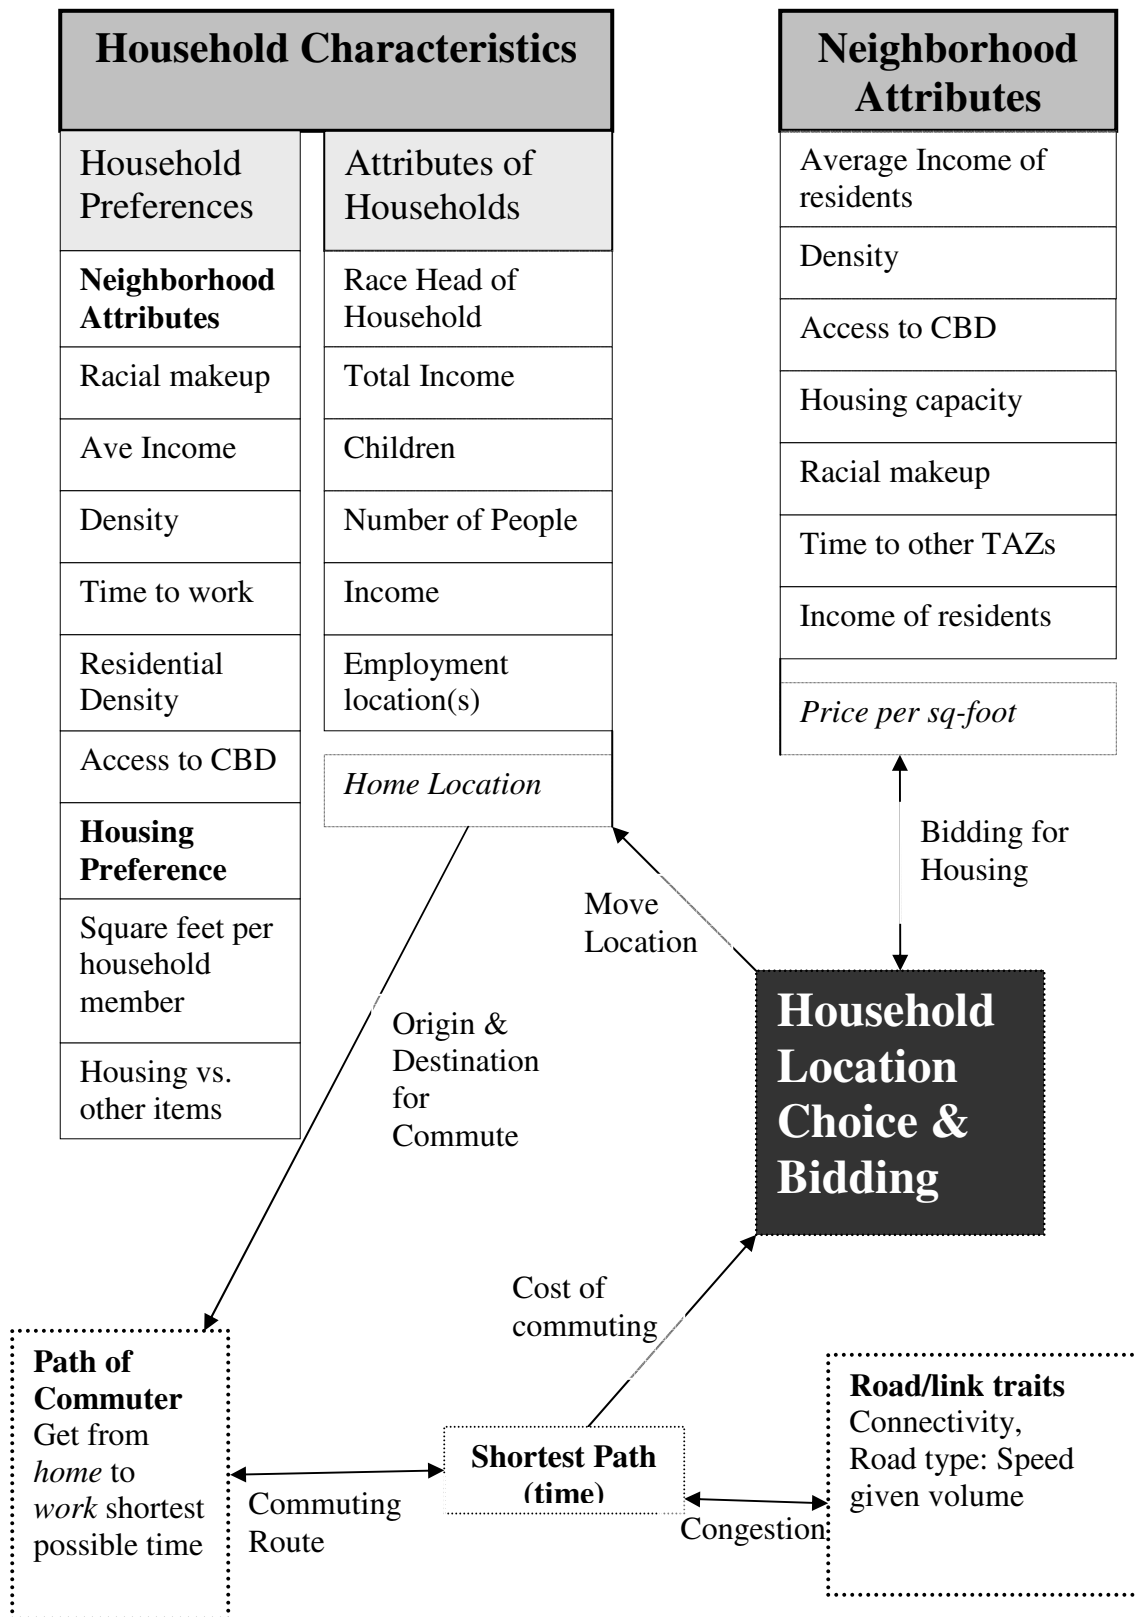 Household Characteristics
Household
Preferences
Neighborhood
Attributes
Racial makeup
Ave Income
Density
Time to work
Residential
Density
Access to CBD
Housing
Preference
Square feet per
household
member
Housing vs.
other items
Attributes of
Households
Race Head of
Household
Total Income
Children
Number of People
Income
Employment
location(s)
Home Location
Neighborhood
Attributes
Average Income of
residents
Density
Access to CBD
Housing capacity
Racial makeup
Time to other TAZs
Income of residents
Price per sq-foot
Bidding for
Housing
Move
Location
Household
Location
Choice &
Bidding
Origin &
Destination
for
Commute
Cost of
commuting
Path of
Commuter
Get from
home to
work shortest
possible time
Commuting
Route
Shortest Path
(time)
Congestion
Road/link traits
Connectivity,
Road type: Speed
given volume